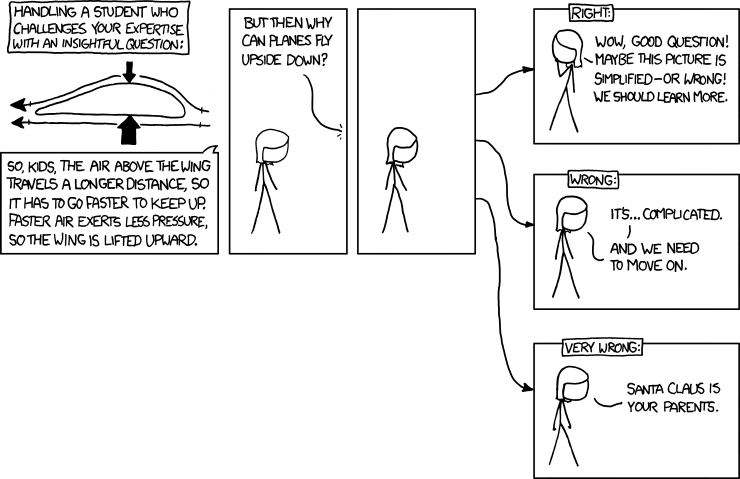 HANDLING A STUDENT WHO
CHALLENGES YOUR EXPERTISE
WITH AN INSIGHTFUL QUESTION:
SO, KIDS, THE AIR ABOVE THE WING
TRAVELS A LONGER DISTANCE, SO
IT HAS TO GO FASTER TO KEEP UP.
FASTER AIR EXERTS LESS PRESSURE,
SO THE WING IS LIFTED UPWARD.
BUT THEN WHY
CAN PLANES FLY
UPSIDE DOWN?
RIGHT:
WOW, GOOD QUESTION!
MAYBE THIS PICTURE IS
SIMPLIFIED—OR WRONG!
WE SHOULD LEARN MORE.
WRONG:
IT'S... COMPLICATED.
AND WE NEED
TO MOVE ON.
VERY WRONG:
SANTA CLAUS IS
YOUR PARENTS.